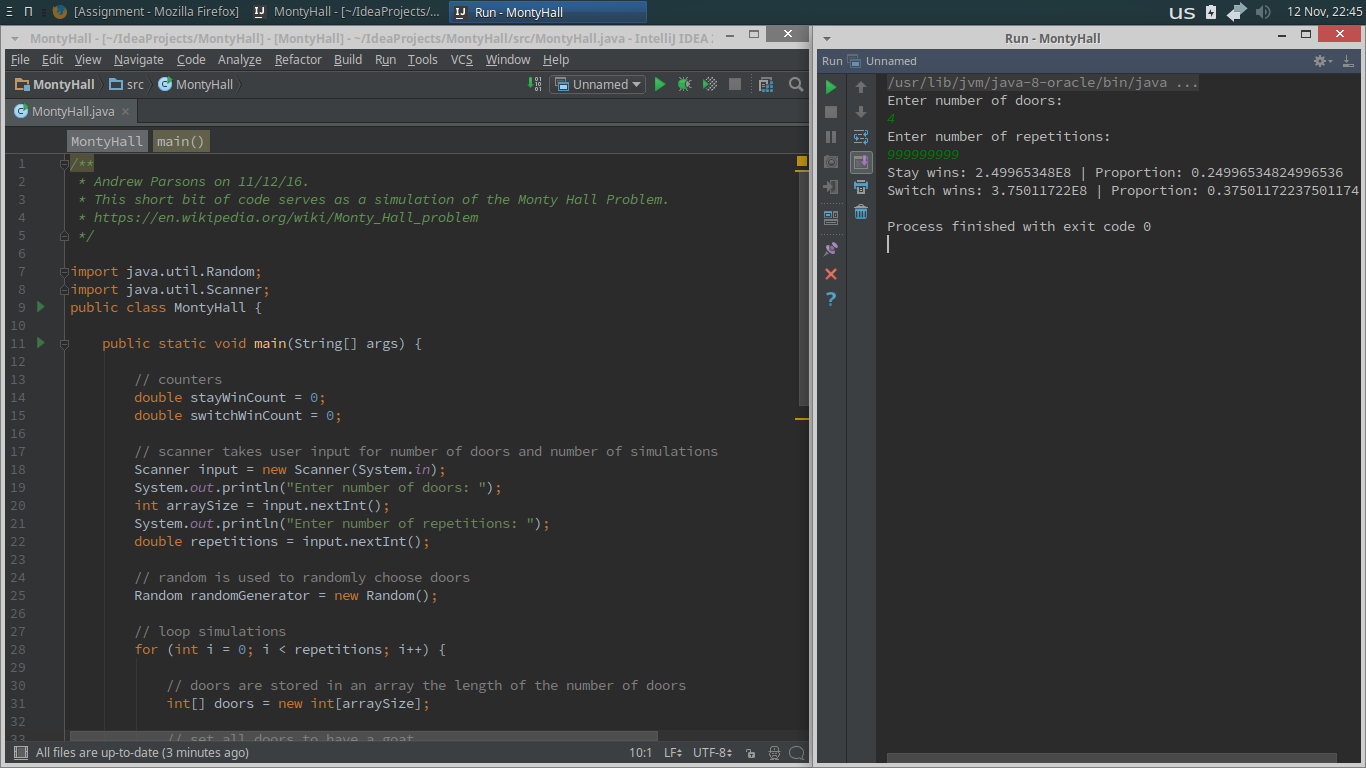 [Assignment - Mozilla Firefox]
MontyHall - [~/IdeaProjects/...
Run - MontyHall
us
12 Nov, 22:45
MontyHall - [~/IdeaProjects/MontyHall] - [MontyHall] - ~/IdeaProjects/MontyHall/src/MontyHall.java - IntelliJ IDEA
File Edit View Navigate Code Analyze Refactor Build Run Tools VCS Window Help
MontyHall src MontyHall Unnamed
MontyHall.java
MontyHall main()
1 /**
2 * Andrew Parsons on 11/12/16.
3 * This short bit of code serves as a simulation of the Monty Hall Problem.
4 * https://en.wikipedia.org/wiki/Monty_Hall_problem
5 */
6
7 import java.util.Random;
8 import java.util.Scanner;
9 public class MontyHall {
10
11 public static void main(String[] args) {
12
13 // counters
14 double stayWinCount = 0;
15 double switchWinCount = 0;
16
17 // scanner takes user input for number of doors and number of simulations
18 Scanner input = new Scanner(System.in);
19 System.out.println("Enter number of doors: ");
20 int arraySize = input.nextInt();
21 System.out.println("Enter number of repetitions: ");
22 double repetitions = input.nextInt();
23
24 // random is used to randomly choose doors
25 Random randomGenerator = new Random();
26
27 // loop simulations
28 for (int i = 0; i < repetitions; i++) {
29
30 // doors are stored in an array the length of the number of doors
31 int[] doors = new int[arraySize];
32
33 // set all doors to have a goat
All files are up-to-date (3 minutes ago)
10:1 LF UTF-8
Run - MontyHall
Run Unnamed
/usr/lib/jvm/java-8-oracle/bin/java ...
Enter number of doors:
4
Enter number of repetitions:
999999999
Stay wins: 2.49965348E8 | Proportion: 0.24996534824996536
Switch wins: 3.75011722E8 | Proportion: 0.37501172237501174
Process finished with exit code 0